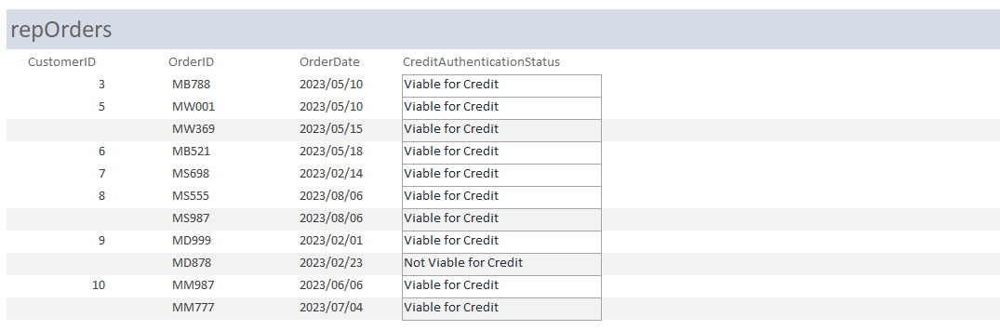 repOrders
CustomerID OrderID OrderDate CreditAuthenticationStatus
3 MB788 2023/05/10 Viable for Credit
5 MW001 2023/05/10 Viable for Credit
MW369 2023/05/15 Viable for Credit
6 MB521 2023/05/18 Viable for Credit
7 MS698 2023/02/14 Viable for Credit
8 MS555 2023/08/06 Viable for Credit
MS987 2023/08/06 Viable for Credit
9 MD999 2023/02/01 Viable for Credit
MD878 2023/02/23 Not Viable for Credit
10 MM987 2023/06/06 Viable for Credit
MM777 2023/07/04 Viable for Credit